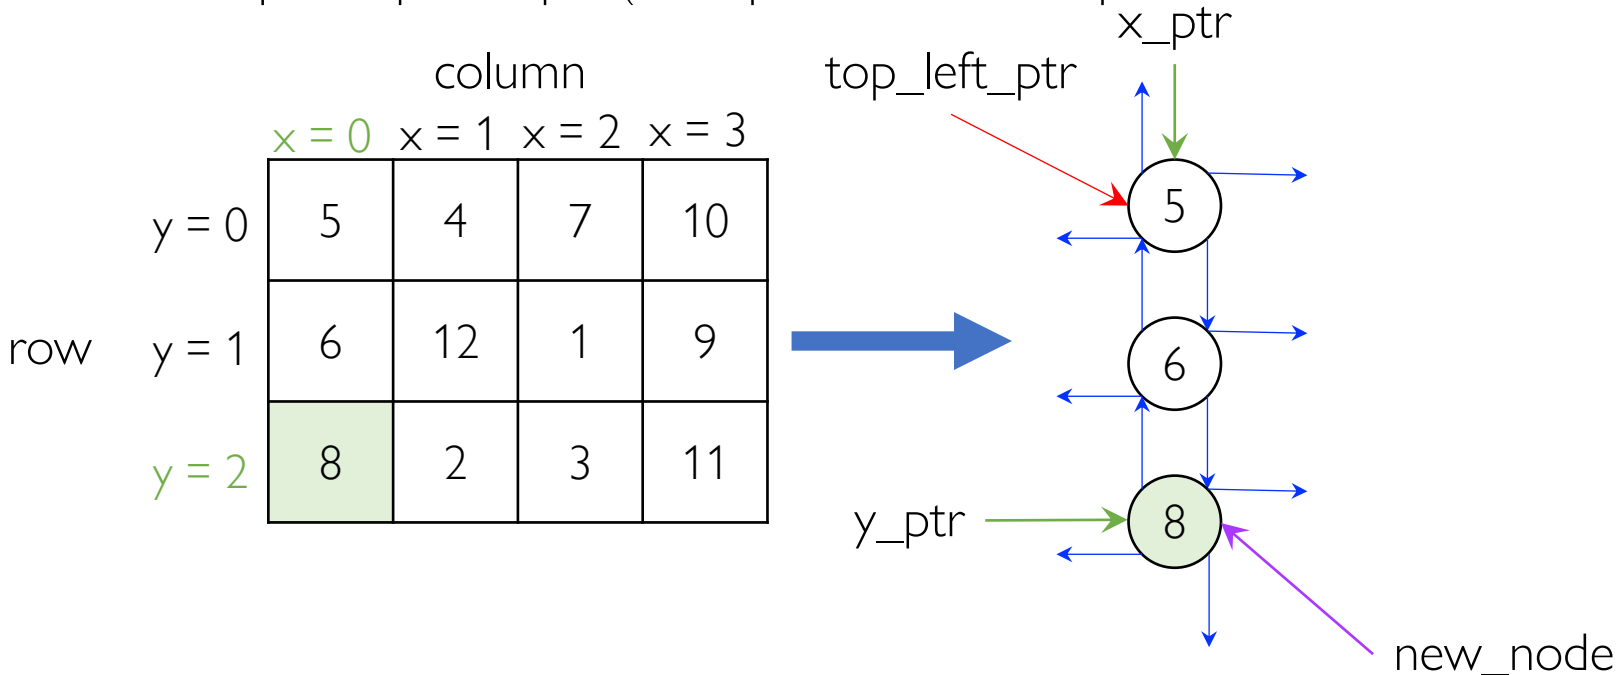 x_ptr
column
top_left_ptr
x = 0 x = 1 x = 2 x = 3
y = 0 5 4 7 10
5
row y = 1 6 12 1 9
6
y = 2 8 2 3 11
y_ptr 8
new_node